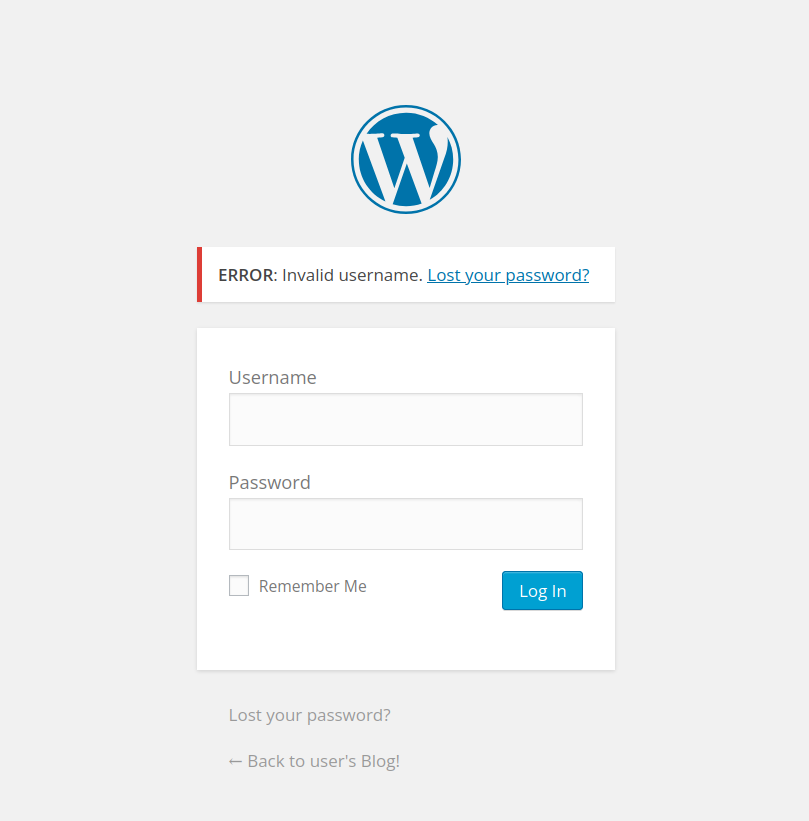 ERROR: Invalid username. Lost your password?
Username
Password
Remember Me
Log In
Lost your password?
← Back to user's Blog!